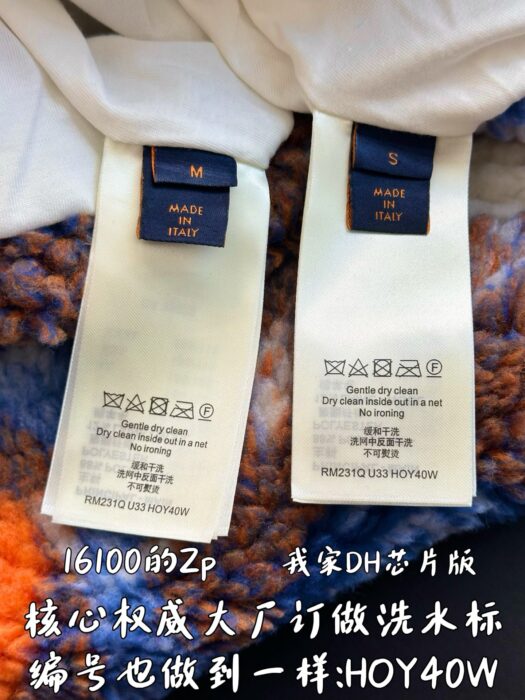 M
MADE
IN
ITALY
S
MADE
IN
ITALY
Gentle dry clean
Dry clean inside out in a net
No ironing
缓和干洗
洗网中反面干洗
不可熨烫
RM231Q U33 HOY40W
Gentle dry clean
Dry clean inside out in a net
No ironing
缓和干洗
洗网中反面干洗
不可熨烫
RM231Q U33 HOY40W
16100的Zp
我家DH芯片版
核心权威大厂订做洗水标
编号也做到一样:HOY40W